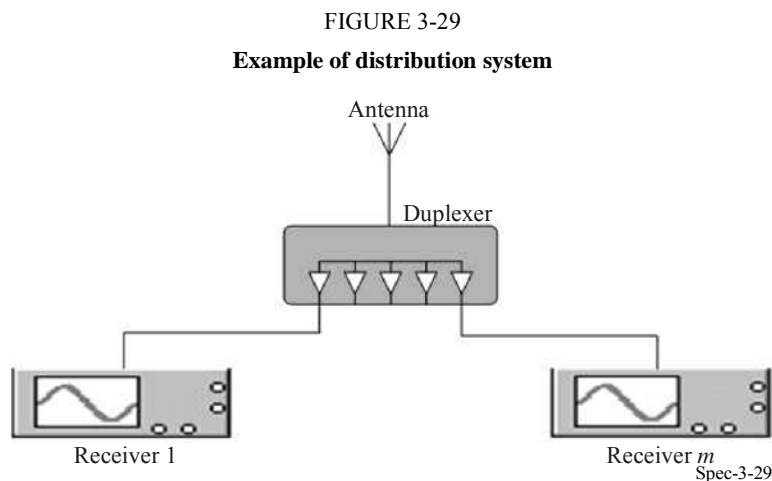 FIGURE 3-29
Example of distribution system
Antenna
Duplexer
Receiver 1
Receiver m
Spec-3-29